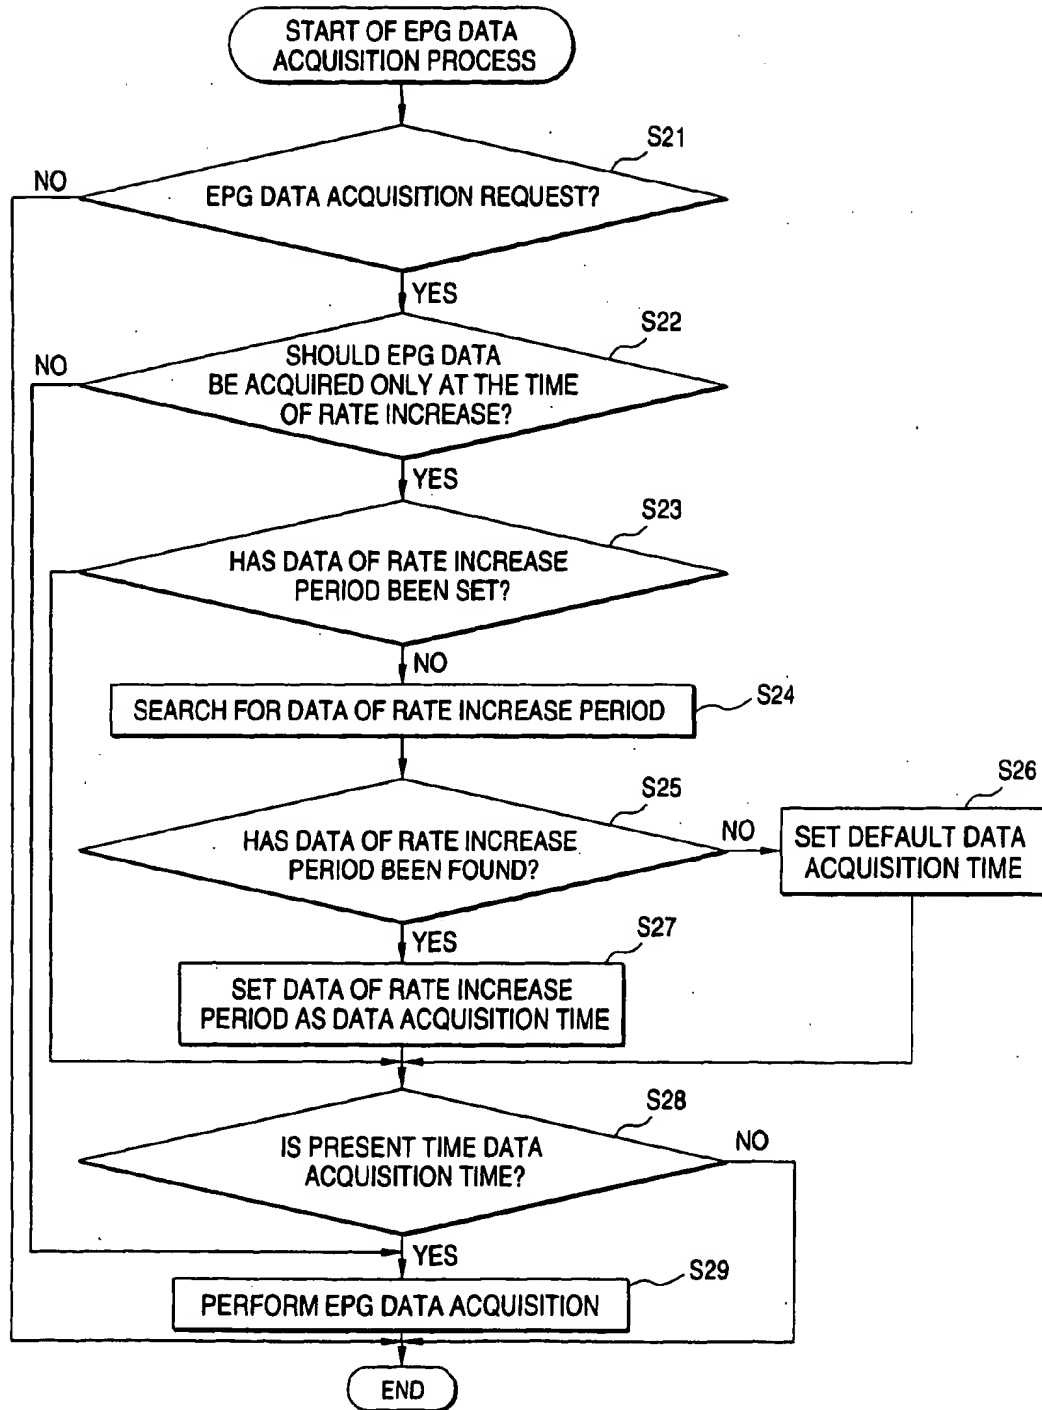 START OF EPG DATA
ACQUISITION PROCESS
S21
NO
EPG DATA ACQUISITION REQUEST?
YES
S22
NO
SHOULD EPG DATA
BE ACQUIRED ONLY AT THE TIME
OF RATE INCREASE?
YES
S23
HAS DATA OF RATE INCREASE
PERIOD BEEN SET?
NO
S24
SEARCH FOR DATA OF RATE INCREASE PERIOD
S25
HAS DATA OF RATE INCREASE
PERIOD BEEN FOUND?
NO
S26
SET DEFAULT DATA
ACQUISITION TIME
YES
S27
SET DATA OF RATE INCREASE
PERIOD AS DATA ACQUISITION TIME
S28
IS PRESENT TIME DATA
ACQUISITION TIME?
NO
YES
S29
PERFORM EPG DATA ACQUISITION
END